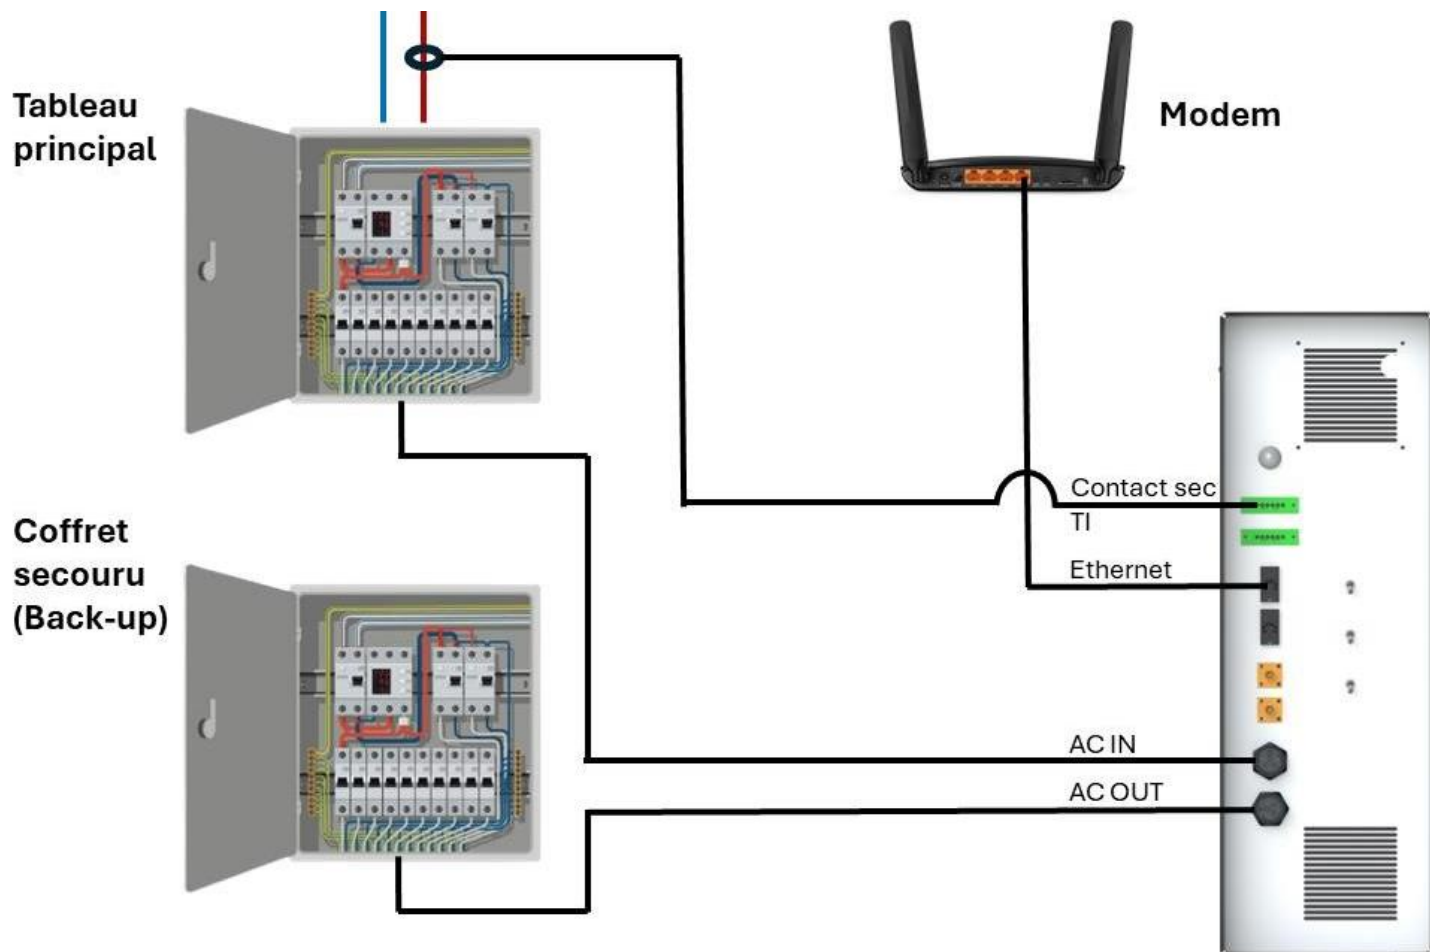 Tableau
principal
Modem
Contact sec
TI
Coffret
secouru
(Back-up)
Ethernet
AC IN
AC OUT